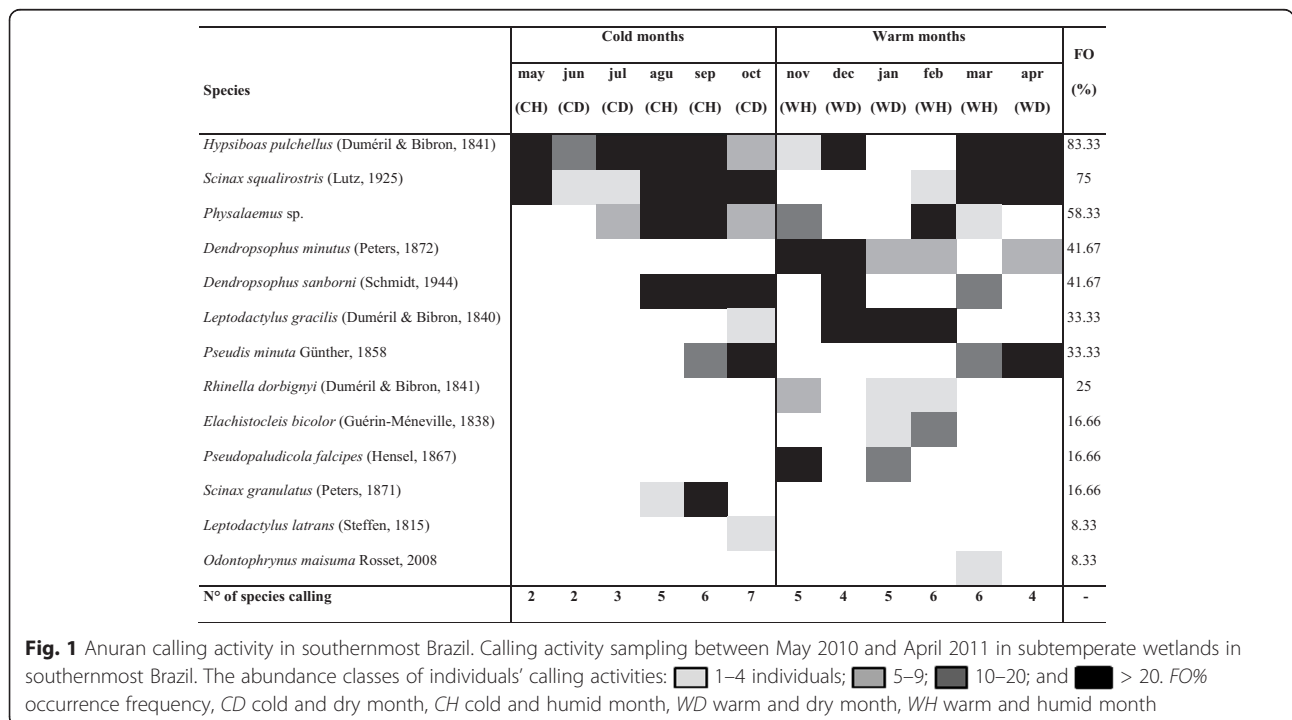 Species Cold months Warm months FO (%)
may jun jul agu sep oct nov dec jan feb mar apr
(CH) (CD) (CD) (CH) (CH) (CD) (WH) (WD) (WD) (WH) (WH) (WD)
Hypsiboas pulchellus (Duméril & Bibron, 1841) 83.33
Scinax squalirostris (Lutz, 1925) 75
Physalaemus sp. 58.33
Dendropsophus minutus (Peters, 1872) 41.67
Dendropsophus sanborni (Schmidt, 1944) 41.67
Leptodactylus gracilis (Duméril & Bibron, 1840) 33.33
Pseudis minuta Günther, 1858 33.33
Rhinella dorbignyi (Duméril & Bibron, 1841) 25
Elachistocleis bicolor (Guérin-Méneville, 1838) 16.66
Pseudopaludicola falcipes (Hensel, 1867) 16.66
Scinax granulatus (Peters, 1871) 16.66
Leptodactylus latrans (Steffen, 1815) 8.33
Odontophrynus maisuma Rosset, 2008 8.33
N° of species calling 2 2 3 5 6 7 5 4 5 6 6 4 -
Fig. 1 Anuran calling activity in southernmost Brazil. Calling activity sampling between May 2010 and April 2011 in subtemperate wetlands in
southernmost Brazil. The abundance classes of individuals' calling activities: 1–4 individuals; 5–9; 10–20; and > 20. FO%
occurrence frequency, CD cold and dry month, CH cold and humid month, WD warm and dry month, WH warm and humid month